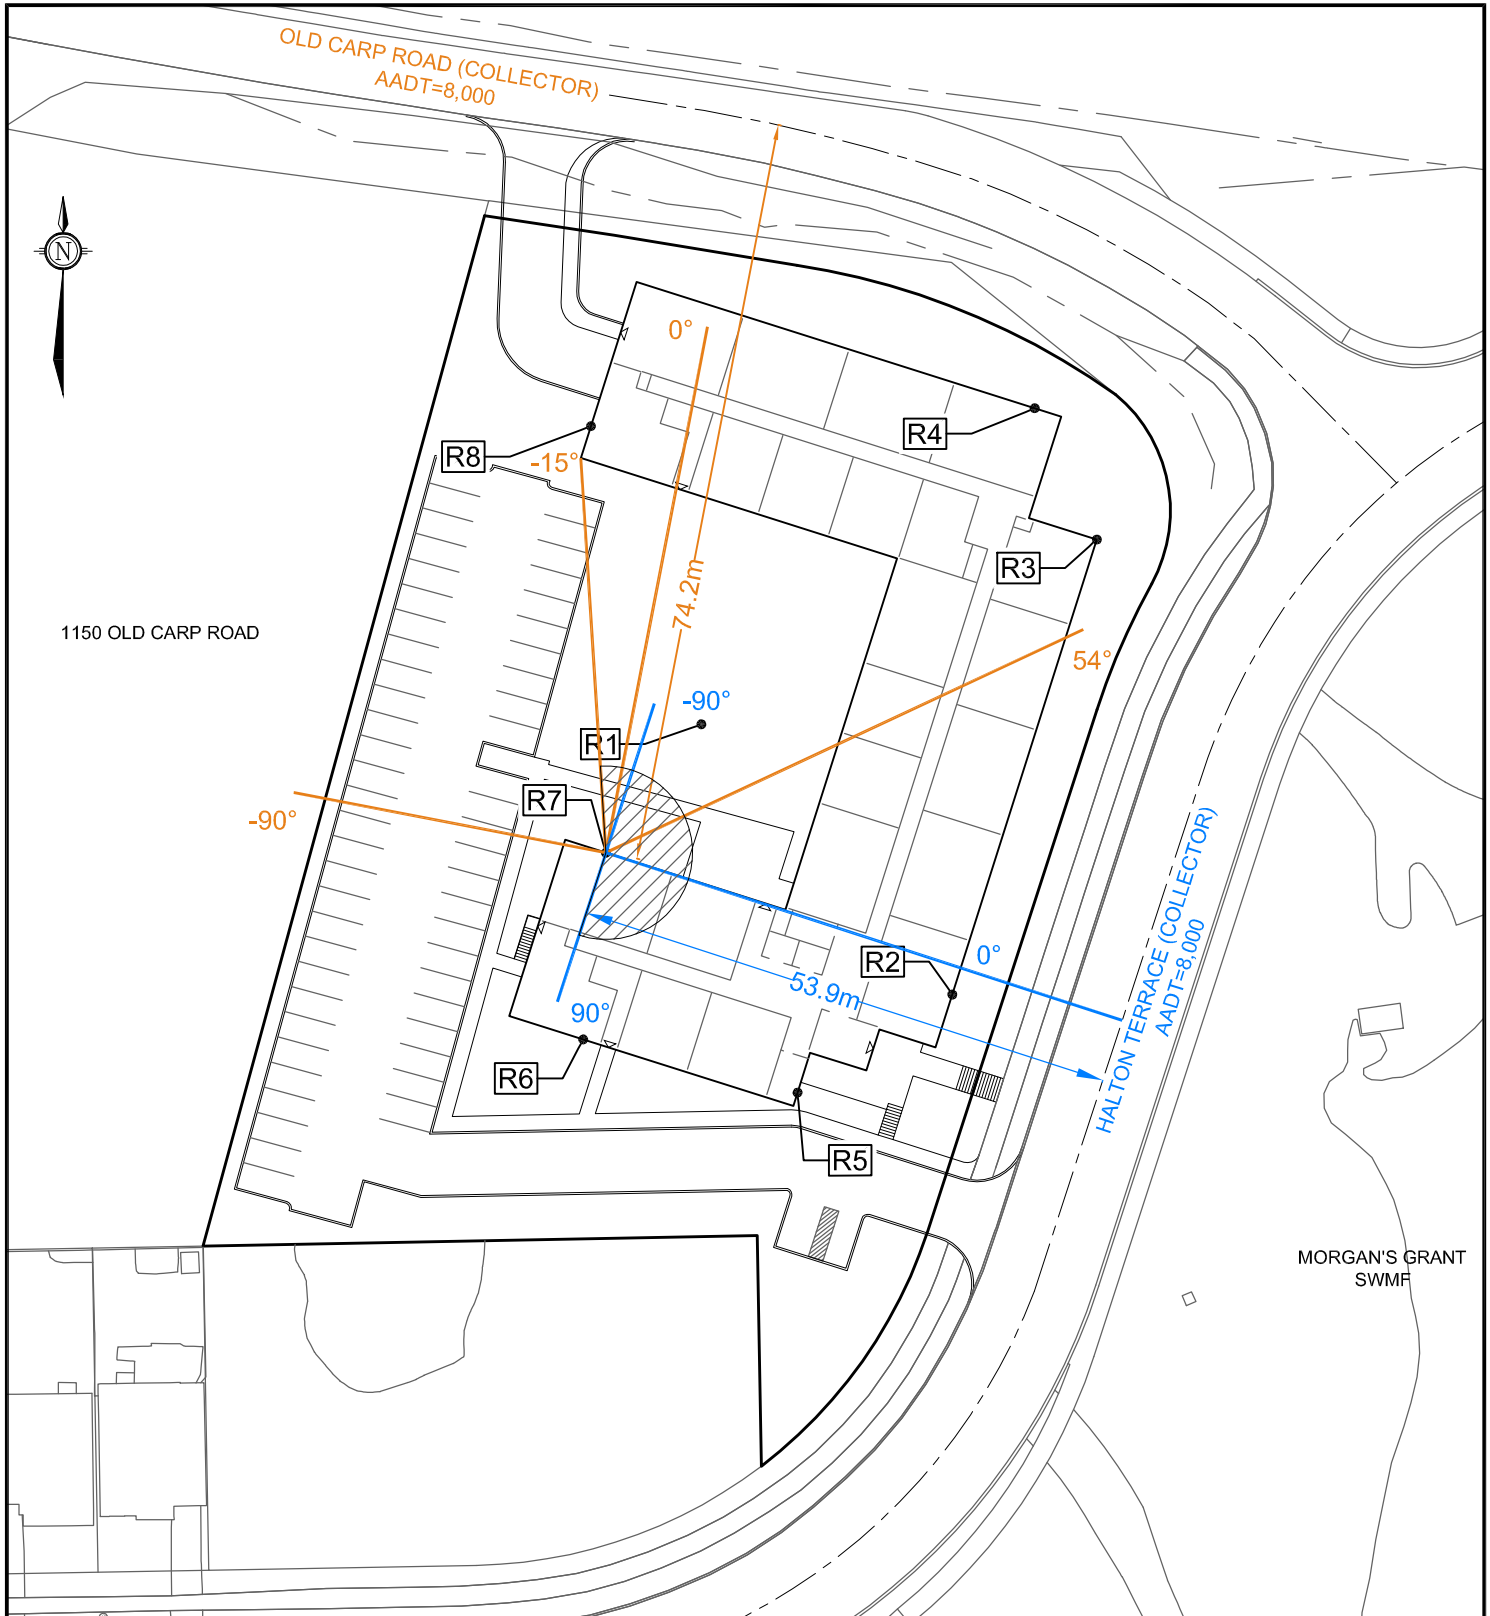 OLD CARP ROAD (COLLECTOR)
AADT=8,000
N
0°
R4
R8
-15°
R3
74.2m
1150 OLD CARP ROAD
54°
-90°
R1
R7
-90°
HALTON TERRACE (COLLECTOR)
AADT=8,000
0°
R2
53.9m
90°
R6
R5
MORGAN'S GRANT
SWMF